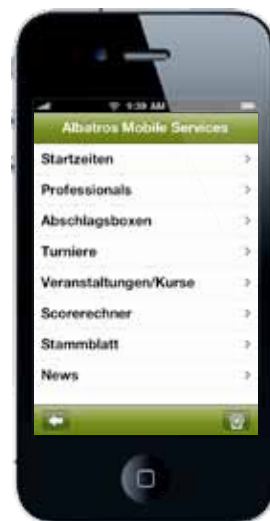 9:39 AM
Albatros Mobile Services
Startzeiten
Professionals
Abschlagsboxen
Turniere
Veranstaltungen/Kurse
Scorerechner
Stammblatt
News